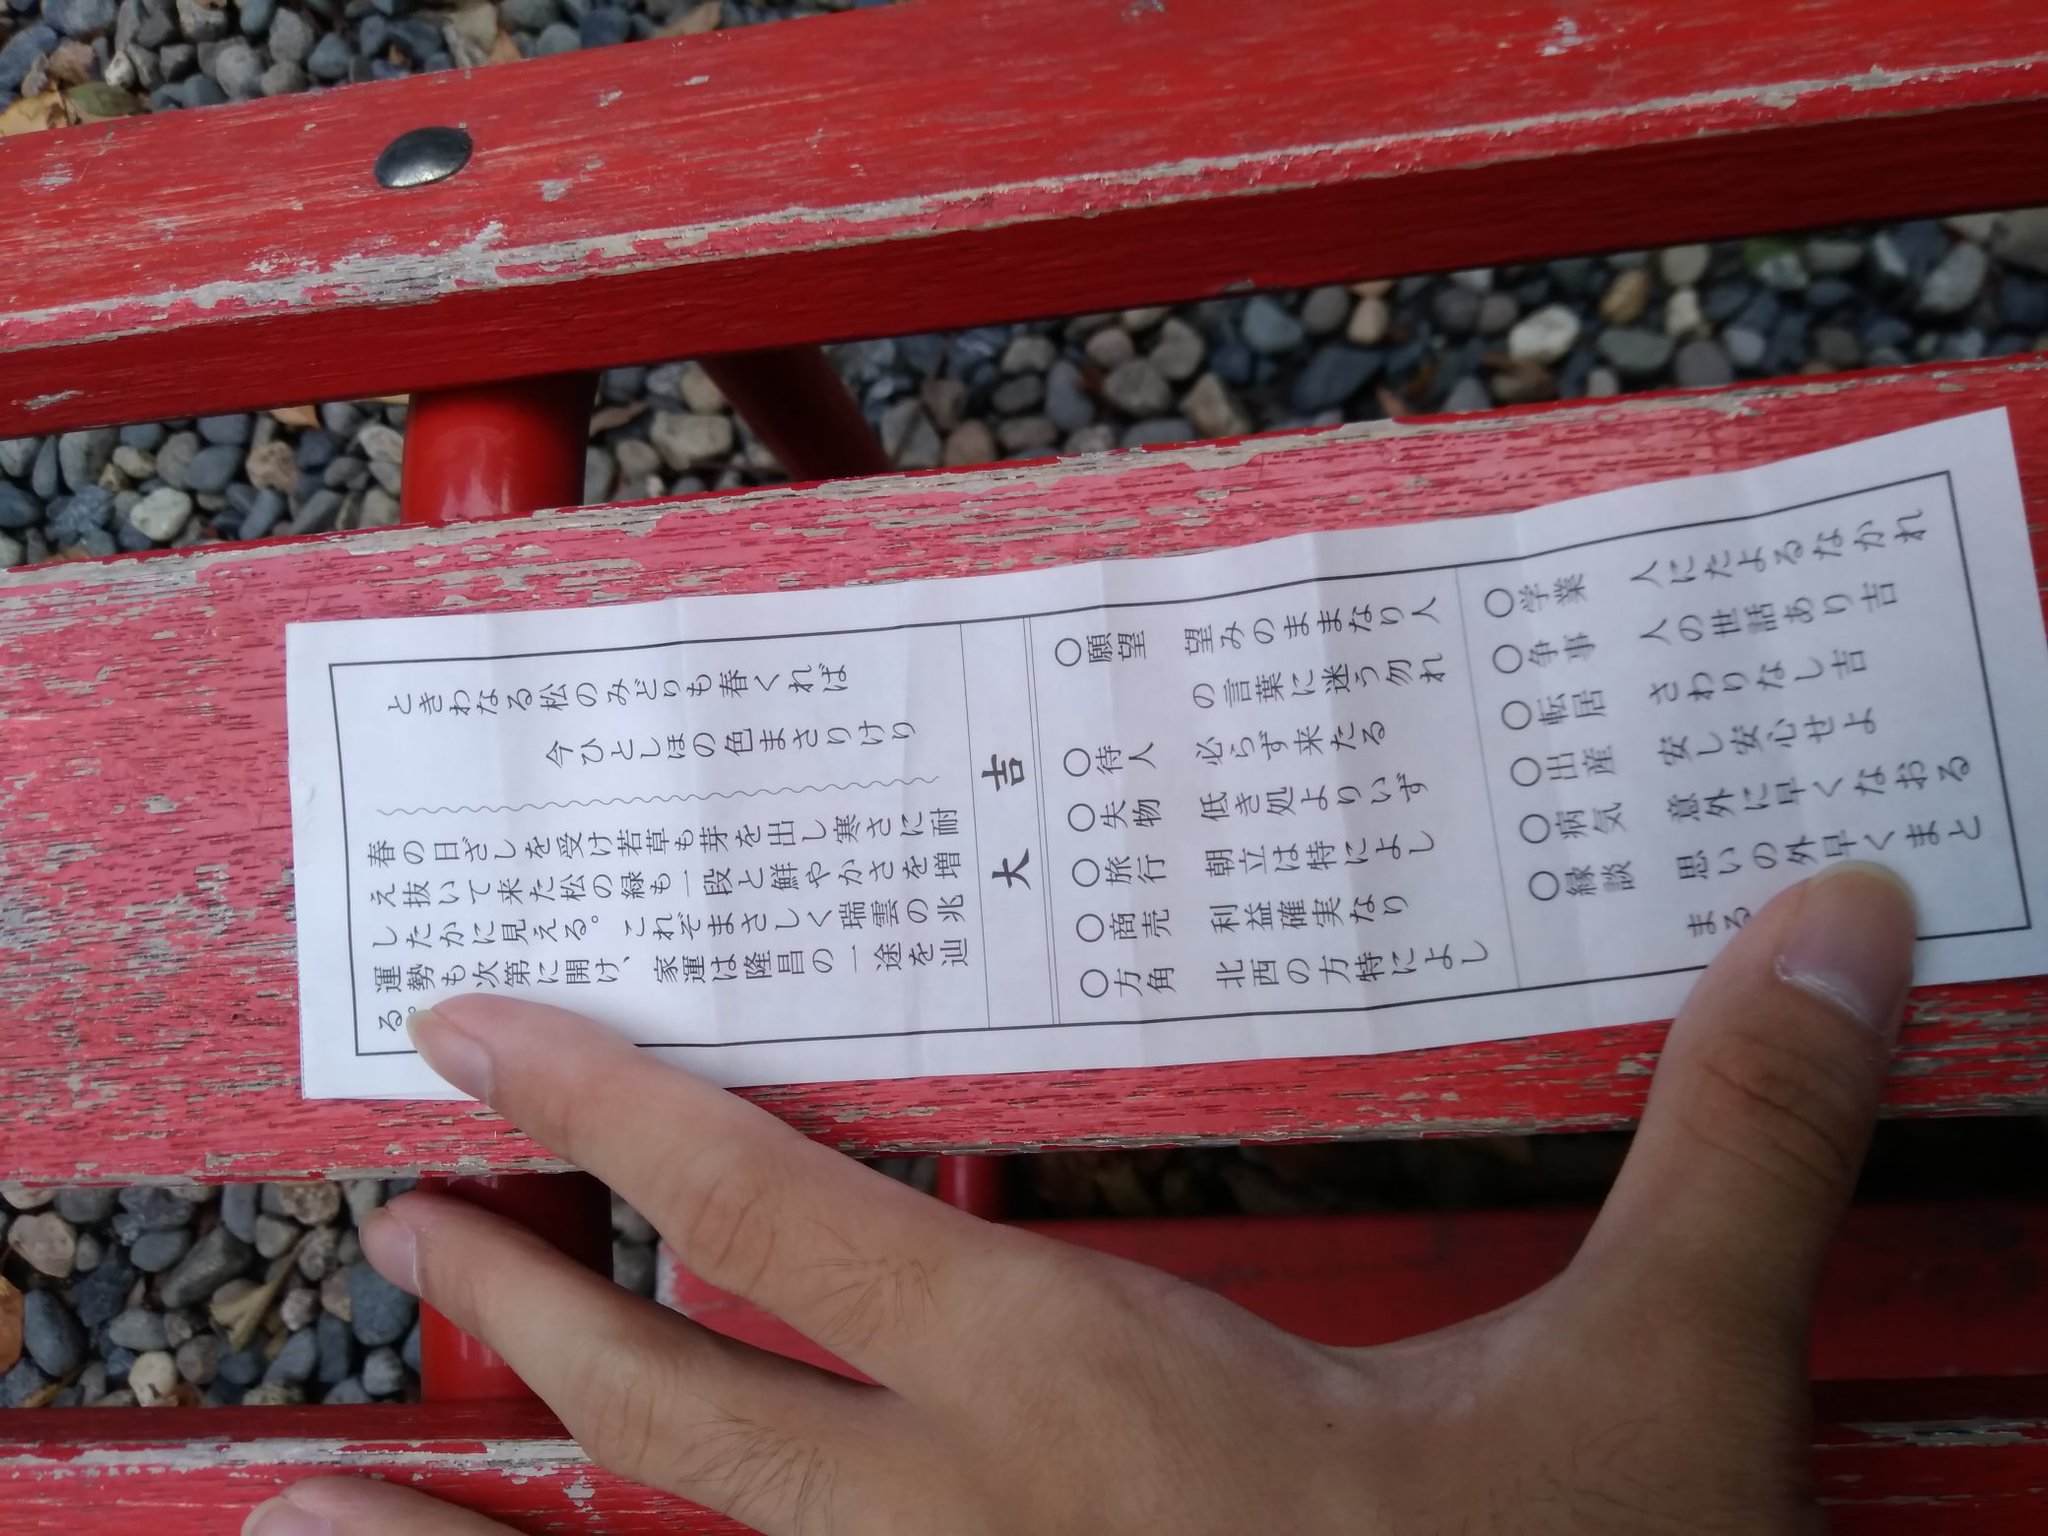 ときわなる松のみどりも春くれば
今ひとしほの色まさりけり
春の日ざしを受け若草も芽を出し寒さに耐
え抜いて来た松の緑も一段と鮮やかさを増
したかに見える。これぞまさしく瑞雲の兆
運勢も次第に開け、家運は隆昌の一途を辿
る。
大吉
○願望 望みのままなり人
の言葉に迷う勿れ
○待人 必らず来たる
○失物 低き処よりいず
○旅行 朝立は特によし
○商売 利益確実なり
○方角 北西の方特によし
○学業 人にたよるなかれ
○争事 人の世話あり吉
○転居 さわりなし吉
○出産 安し安心せよ
○病気 意外に早くなおる
○縁談 思いの外早くまと
まる